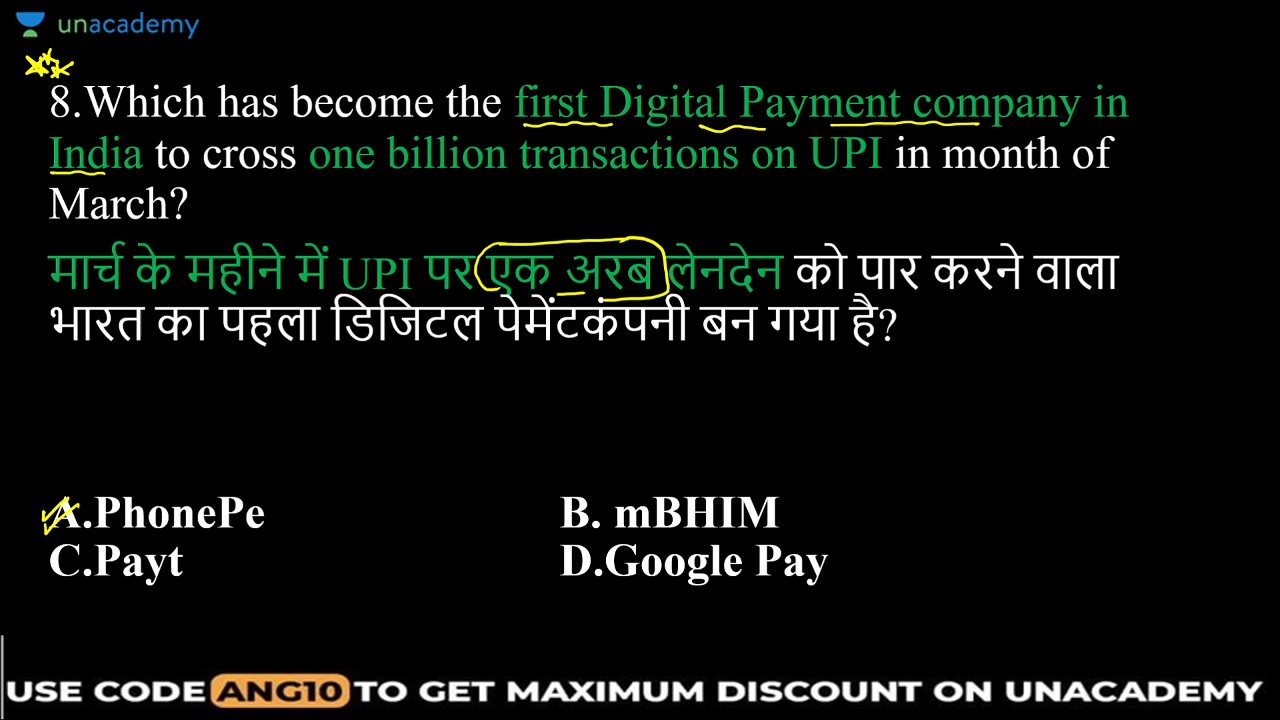 unacademy
8.Which has become the first Digital Payment company in
India to cross one billion transactions on UPI in month of
March?
मार्च के महीने में UPI पर एक अरब लेनदेन को पार करने वाला
भारत का पहला डिजिटल पेमेंटकंपनी बन गया है?
A.PhonePe
B. mBHIM
C.Payt
D.Google Pay
USE CODE ANG10 TO GET MAXIMUM DISCOUNT ON UNACADEMY